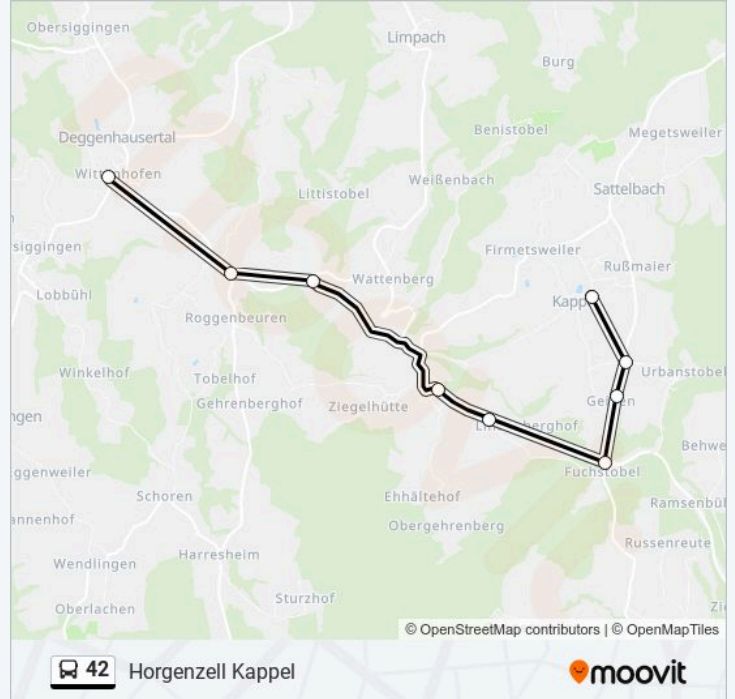 Obersiggingen
Limpach
Burg
Benistobel
Megetsweiler
Deggenhausertal
Weißenbach
Littistobel
Sattelbach
siggingen
Firmetsweiler
Rußmaier
Wattenberg
Lobbühl
Roggenbeuren
Urbanstobel
Winkelhof
Tobelhof
Gehrenberghof
Ziegelhütte
ngen
Behwe
ggenweiler
Fuchstobel
Schoren
Ehhältehof
Ramsenbül
annenhof
Obergehrenberg
Russenreute
Harresheim
Wendlingen
Sturzhof
Oberlachen
Zie
© OpenStreetMap contributors | © OpenMapTiles
42 Horgenzell Kappel
moovit